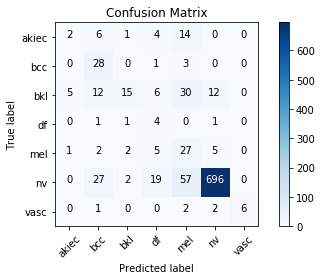 Confusion Matrix
akiec 2 6 1 4 14 0 0
bcc 0 28 0 1 3 0 0
bkl 5 12 15 6 30 12 0
df 0 1 1 4 0 1 0
mel 1 2 2 5 27 5 0
nv 0 27 2 19 57 696 0
vasc 0 1 0 0 2 2 6
akiec bcc bkl df mel nv vasc
True label
Predicted label
600
500
400
300
200
100
0